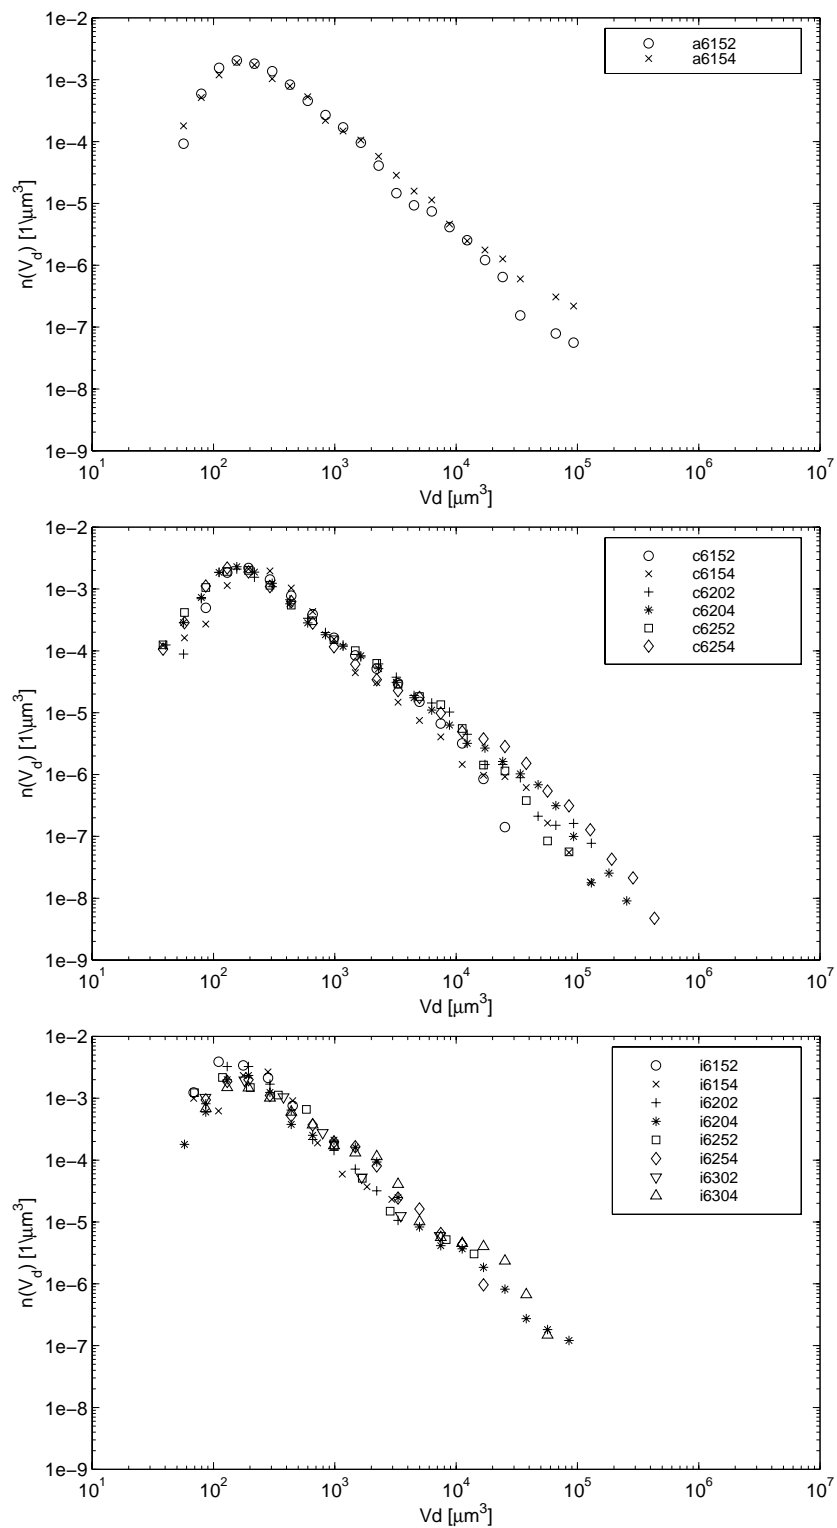 1e−2
1e−3
1e−4
1e−5
1e−6
1e−7
1e−8
1e−9
n(V_d) [1\μm^3]
10^1 10^2 10^3 10^4 10^5 10^6 10^7
Vd [μm^3]
a6152
a6154
1e−2
1e−3
1e−4
1e−5
1e−6
1e−7
1e−8
1e−9
n(V_d) [1\μm^3]
10^1 10^2 10^3 10^4 10^5 10^6 10^7
Vd [μm^3]
c6152
c6154
c6202
c6204
c6252
c6254
1e−2
1e−3
1e−4
1e−5
1e−6
1e−7
1e−8
1e−9
n(V_d) [1\μm^3]
10^1 10^2 10^3 10^4 10^5 10^6 10^7
Vd [μm^3]
i6152
i6154
i6202
i6204
i6252
i6254
i6302
i6304